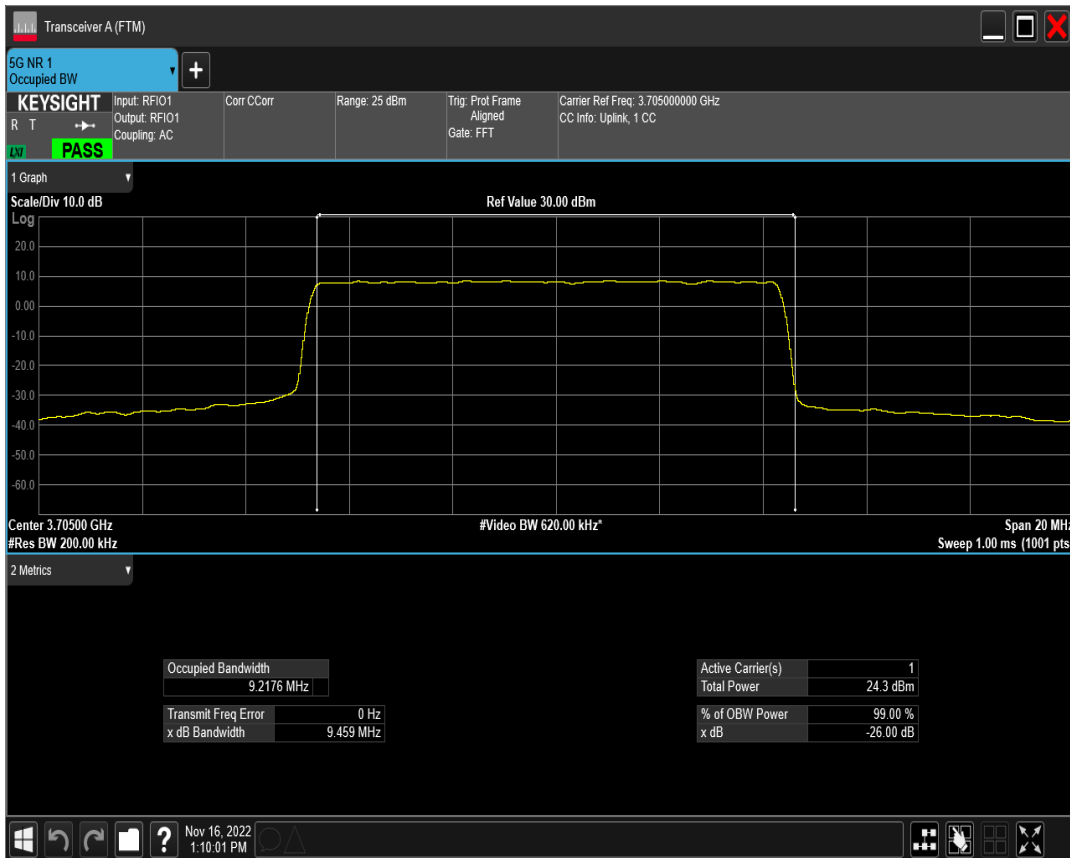 Transceiver A (FTM)
5G NR 1
Occupied BW
+
KEYSIGHT
R T
LXI
PASS
Input: RFIO1
Output: RFIO1
Coupling: AC
Corr CCorr
Range: 25 dBm
Trig: Prot Frame
Aligned
Gate: FFT
Carrier Ref Freq: 3.705000000 GHz
CC Info: Uplink, 1 CC
1 Graph
Scale/Div 10.0 dB
Ref Value 30.00 dBm
Log
20.0
10.0
0.00
-10.0
-20.0
-30.0
-40.0
-50.0
-60.0
Center 3.70500 GHz
#Video BW 620.00 kHz*
Span 20 MHz
#Res BW 200.00 kHz
Sweep 1.00 ms (1001 pts
2 Metrics
Occupied Bandwidth
9.2176 MHz
Transmit Freq Error 0 Hz
x dB Bandwidth 9.459 MHz
Active Carrier(s) 1
Total Power 24.3 dBm
% of OBW Power 99.00 %
x dB -26.00 dB
?
Nov 16, 2022
1:10:01 PM